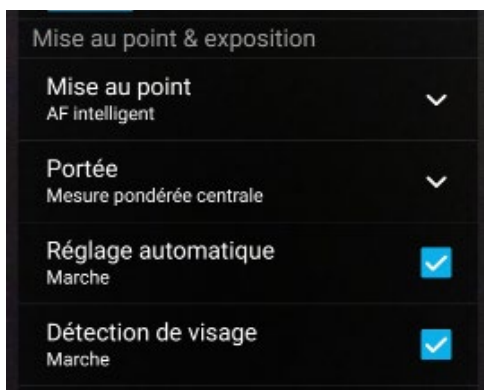 Mise au point & exposition
Mise au point
AF intelligent
Portée
Mesure pondérée centrale
Réglage automatique
Marche
Détection de visage
Marche